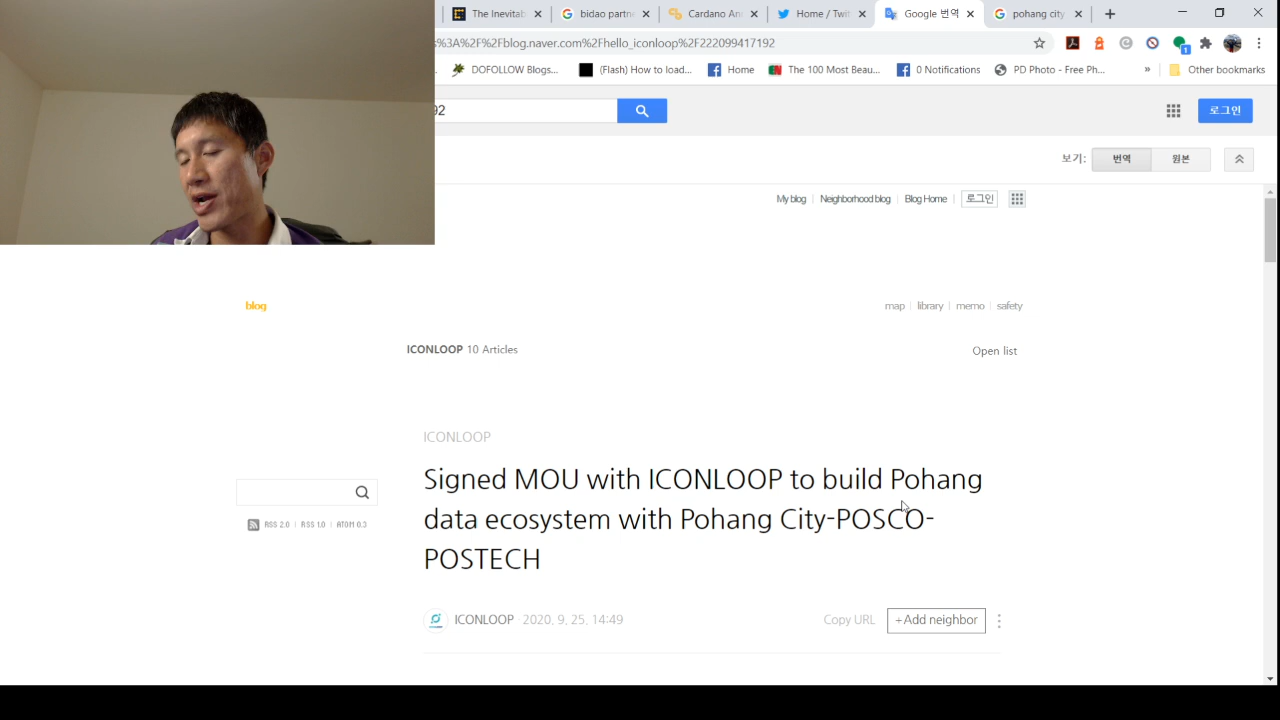 The Inevitab
bidao partne
Cardano An
Home / Twit
Google 번역
pohang city
s%3A%2F%2Fblog.naver.com%2Fhello_iconloop%2F222099417192
1
DOFOLLOW Blogs...
(Flash) How to load...
Home
The 100 Most Beau...
0 Notifications
PD Photo - Free Ph...
»
Other bookmarks
92
로그인
보기:
번역
원본
My blog | Neighborhood blog | Blog Home | 로그인
blog
map | library | memo | safety
ICONLOOP 10 Articles
Open list
ICONLOOP
Signed MOU with ICONLOOP to build Pohang
data ecosystem with Pohang City-POSCO-
POSTECH
RSS 2.0 | RSS 1.0 | ATOM 0.3
ICONLOOP · 2020. 9. 25. 14:49
Copy URL
+Add neighbor